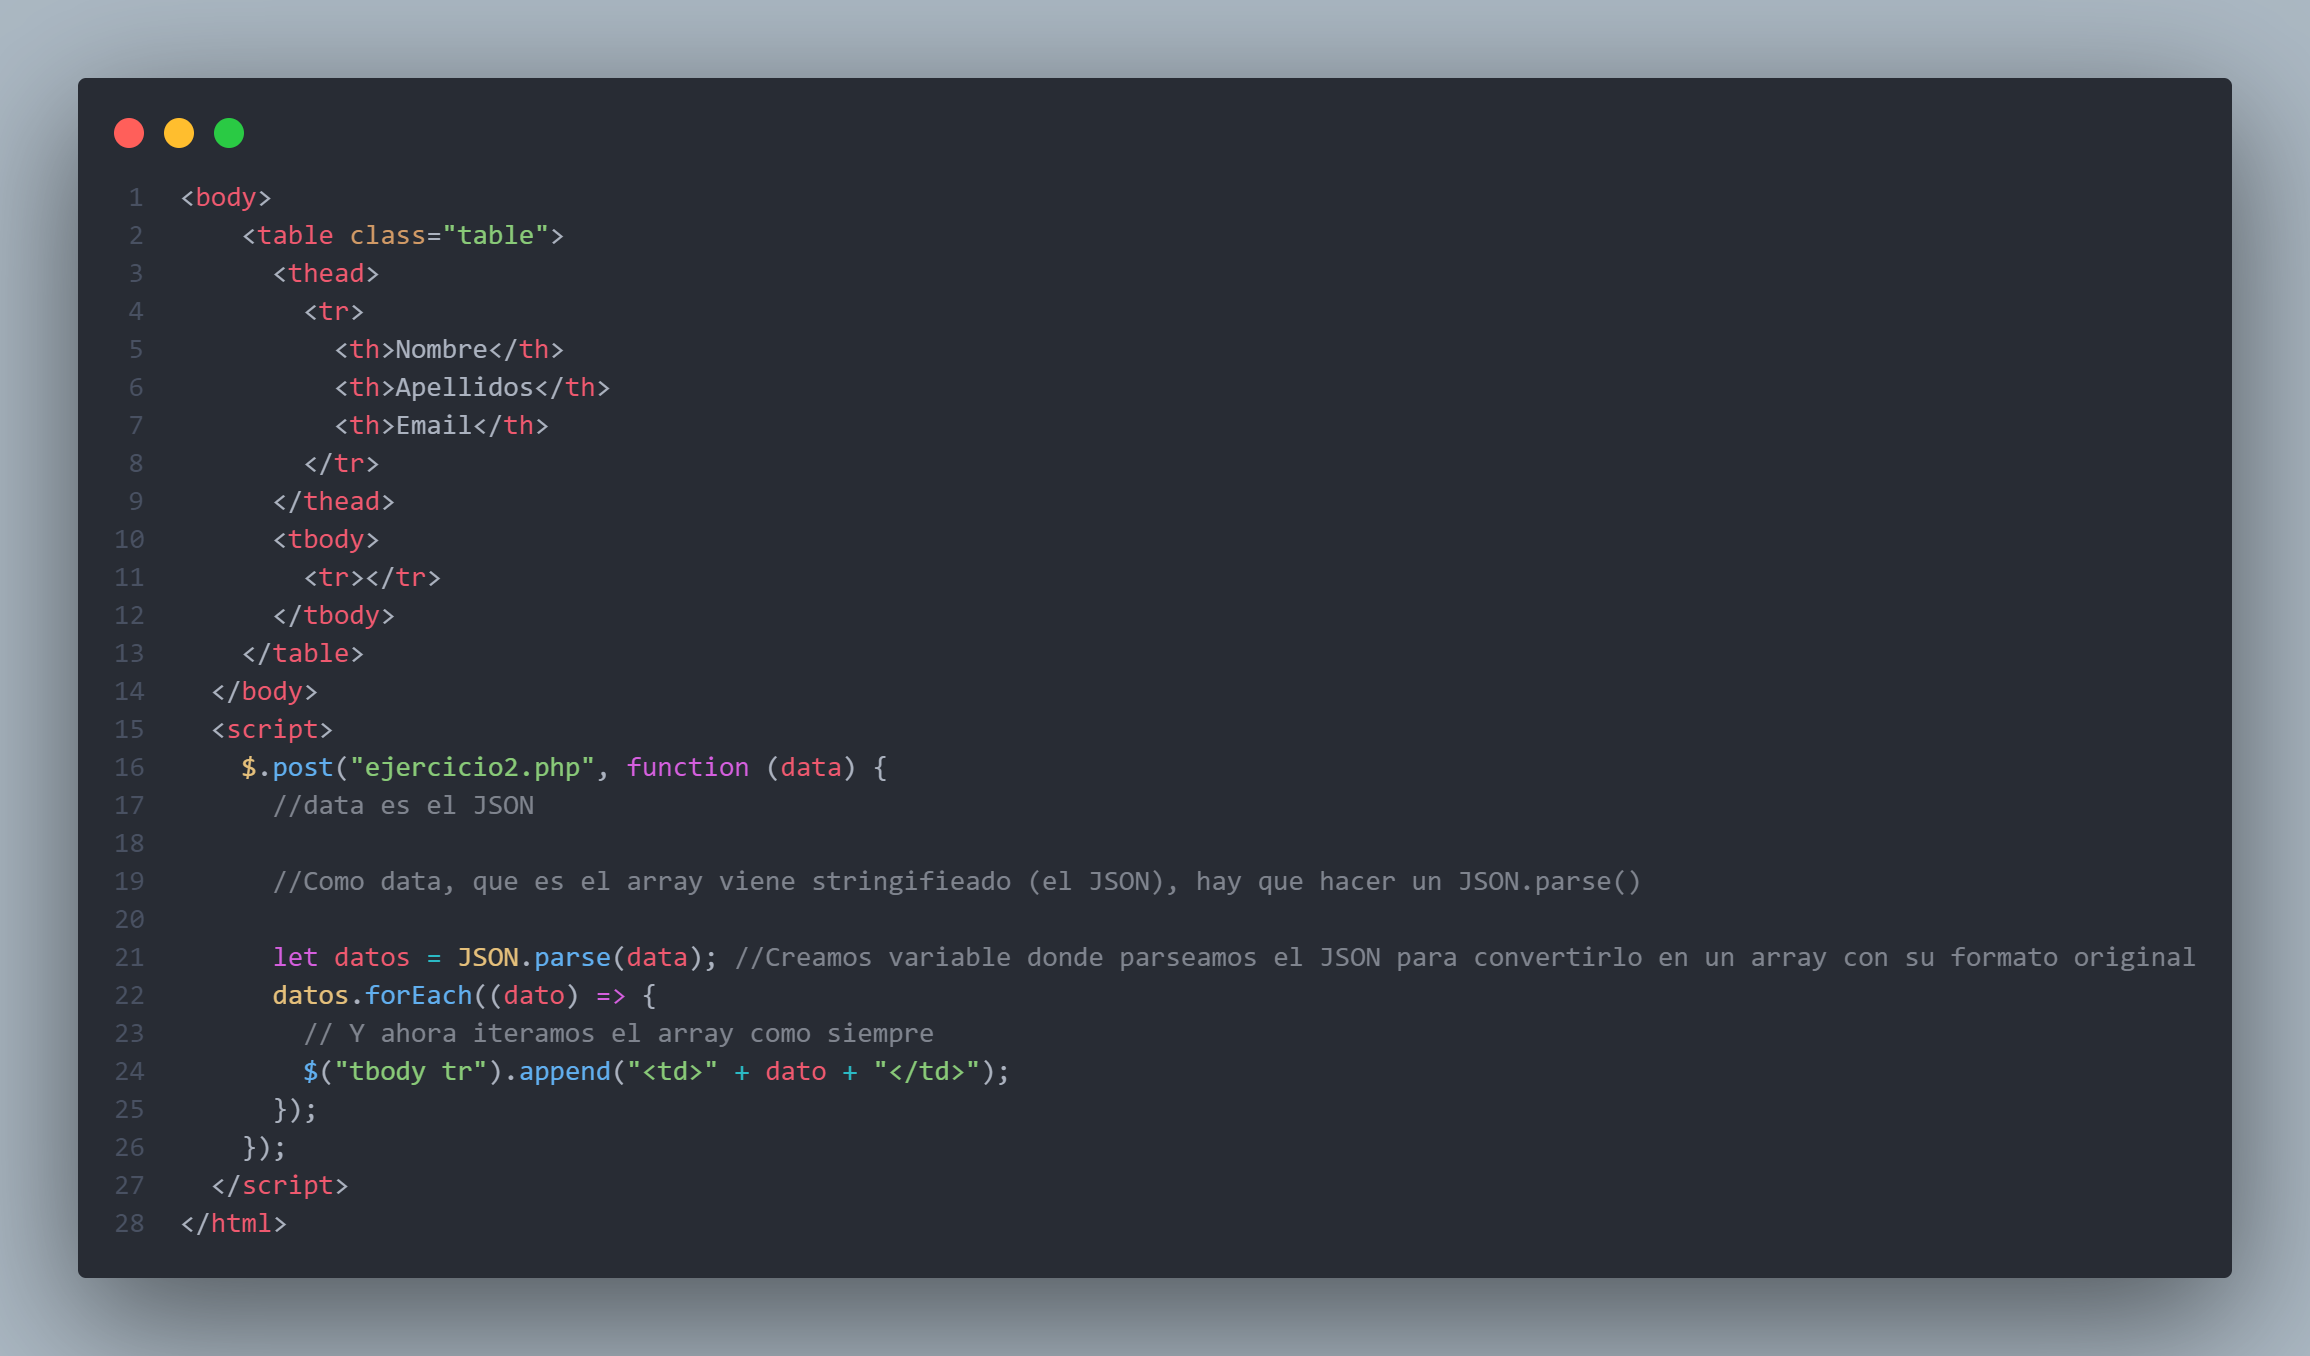 1 <body>
2     <table class="table">
3       <thead>
4         <tr>
5           <th>Nombre</th>
6           <th>Apellidos</th>
7           <th>Email</th>
8         </tr>
9       </thead>
10       <tbody>
11         <tr></tr>
12       </tbody>
13     </table>
14   </body>
15   <script>
16     $.post("ejercicio2.php", function (data) {
17       //data es el JSON
18
19       //Como data, que es el array viene stringifieado (el JSON), hay que hacer un JSON.parse()
20
21       let datos = JSON.parse(data); //Creamos variable donde parseamos el JSON para convertirlo en un array con su formato original
22       datos.forEach((dato) => {
23         // Y ahora iteramos el array como siempre
24         $("tbody tr").append("<td>" + dato + "</td>");
25       });
26     });
27   </script>
28 </html>